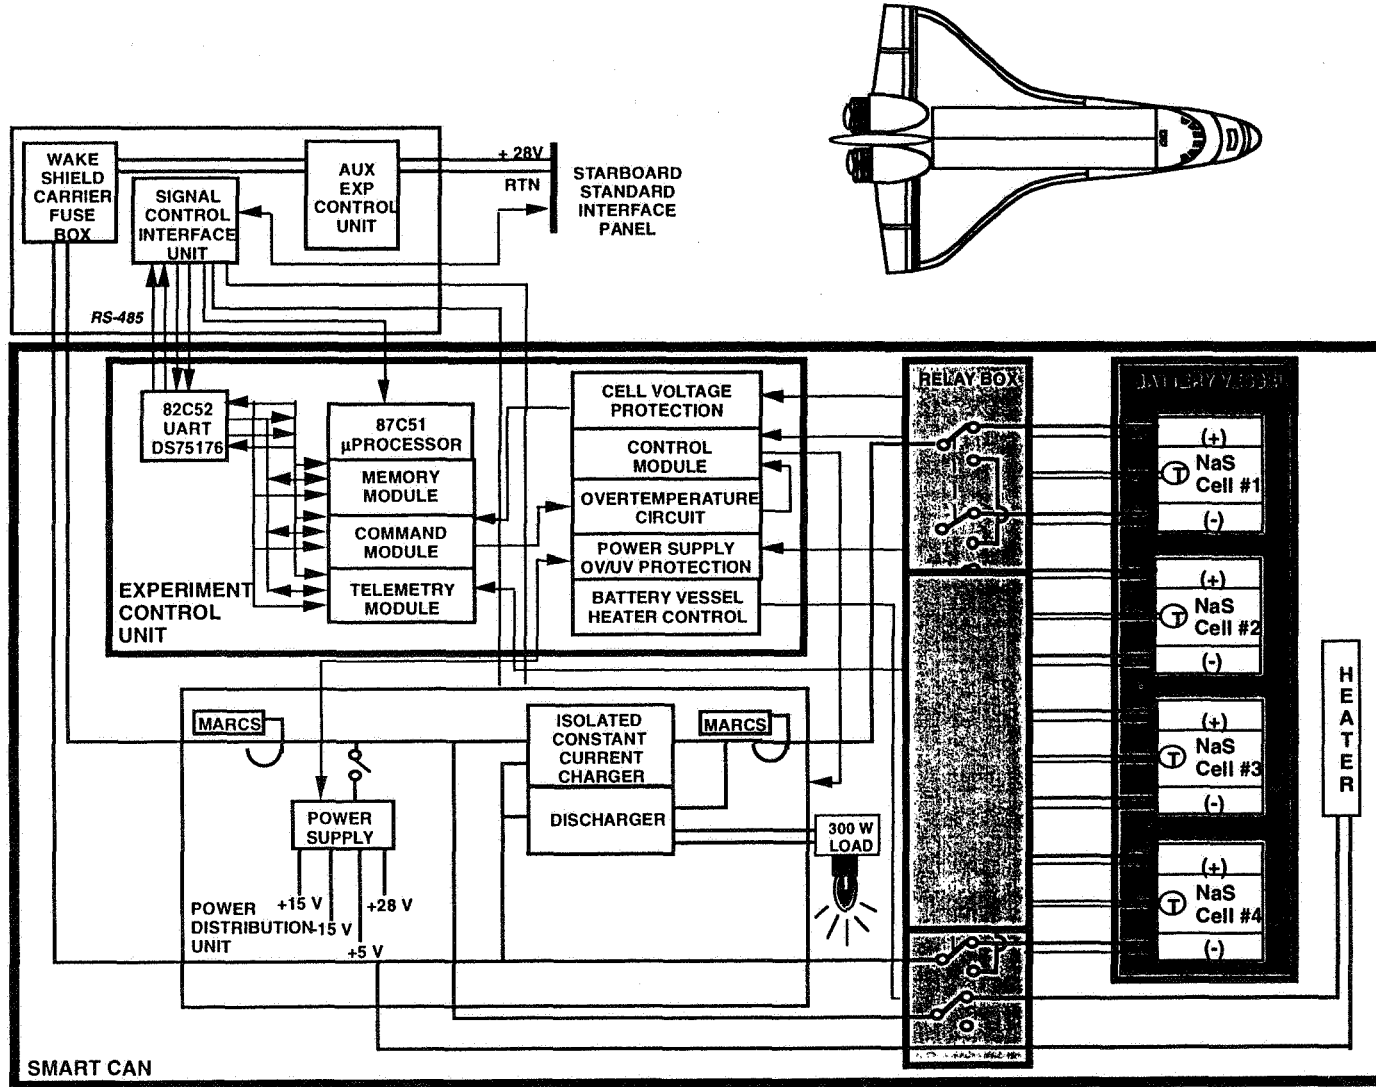 WAKE
SHIELD
CARRIER
FUSE
BOX
SIGNAL
CONTROL
INTERFACE
UNIT
AUX
EXP
CONTROL
UNIT
+ 28V
RTN
STARBOARD
STANDARD
INTERFACE
PANEL
RS-485
82C52
UART
DS75176
87C51
µPROCESSOR
MEMORY
MODULE
COMMAND
MODULE
TELEMETRY
MODULE
EXPERIMENT
CONTROL
UNIT
CELL VOLTAGE
PROTECTION
CONTROL
MODULE
OVERTEMPERATURE
CIRCUIT
POWER SUPPLY
OV/UV PROTECTION
BATTERY VESSEL
HEATER CONTROL
RELAY BOX
BATTERY VESSEL
(+)
T
NaS
Cell #1
(-)
(+)
T
NaS
Cell #2
(-)
(+)
T
NaS
Cell #3
(-)
(+)
T
NaS
Cell #4
(-)
HEATER
MARCS
ISOLATED
CONSTANT
CURRENT
CHARGER
DISCHARGER
MARCS
POWER
SUPPLY
300 W
LOAD
+15 V
-15 V
+5 V
+28 V
POWER
DISTRIBUTION
UNIT
SMART CAN